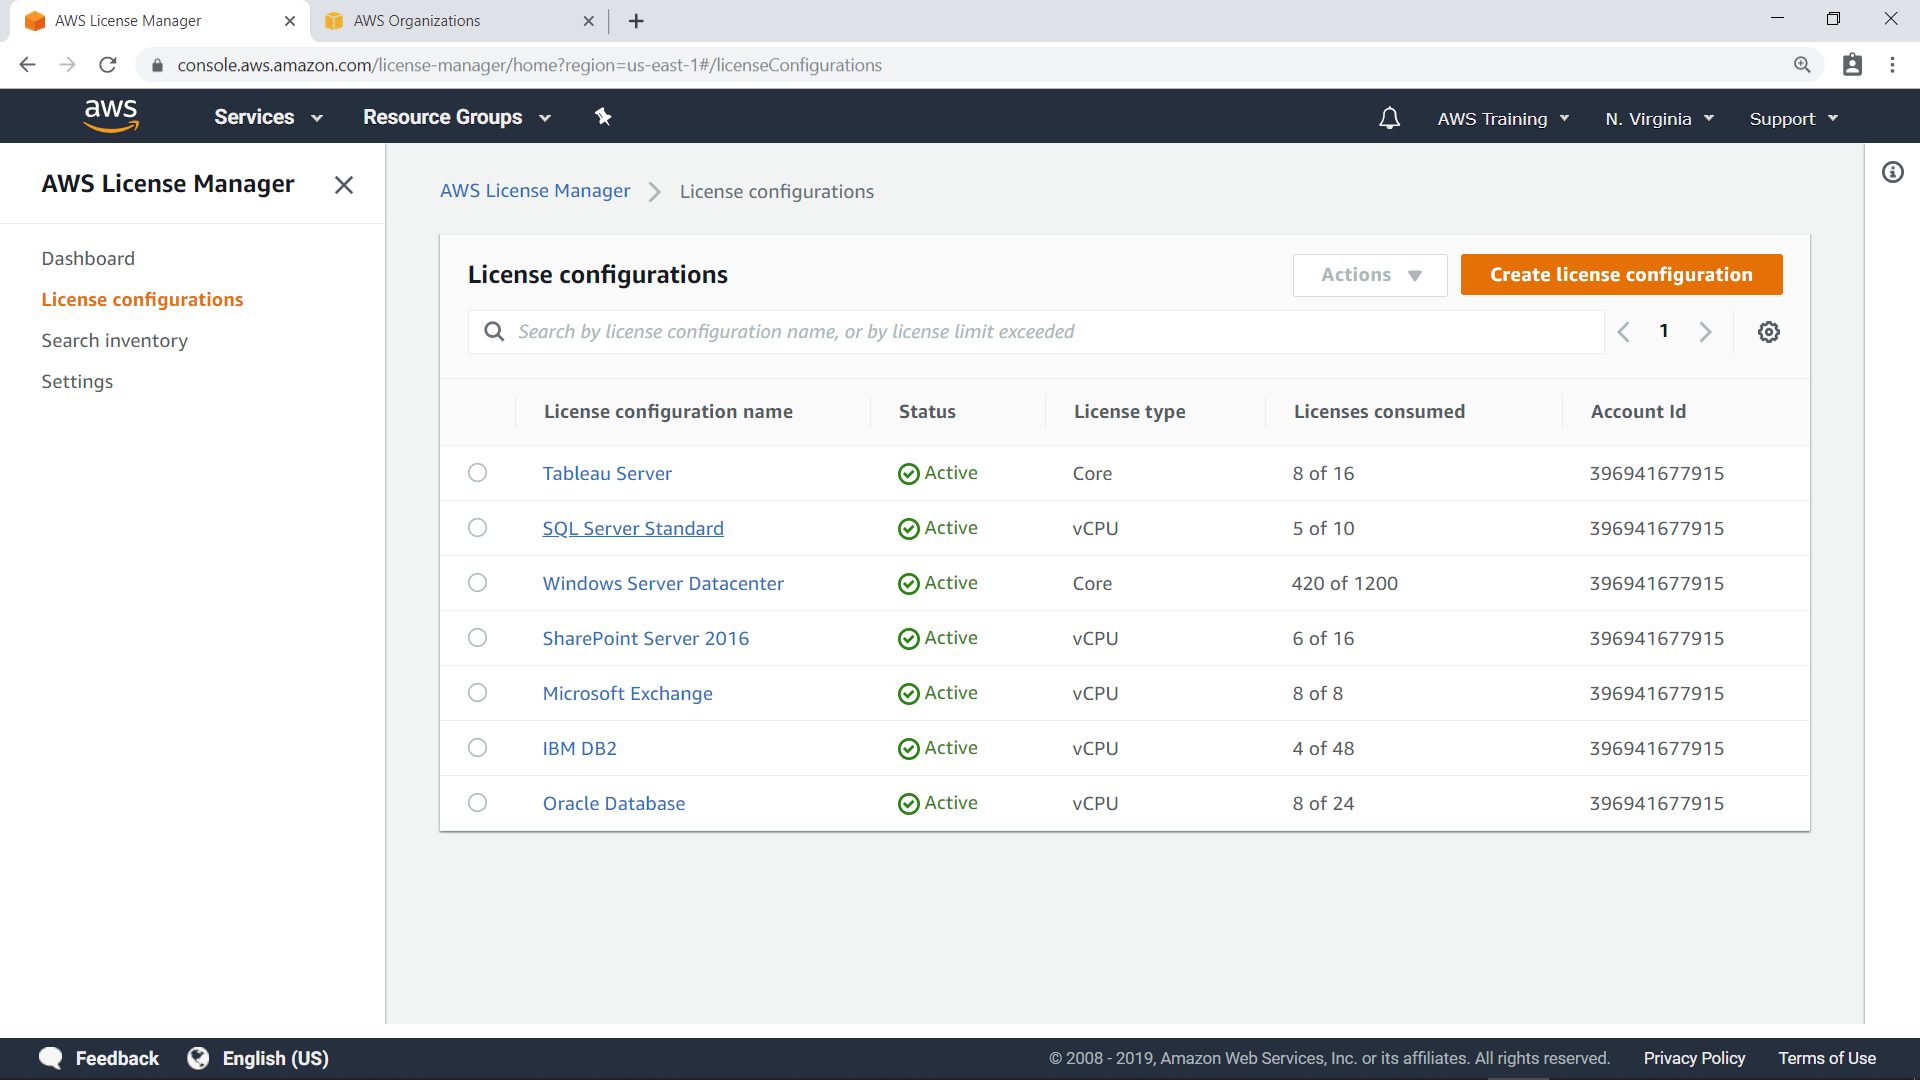 AWS License Manager
AWS Organizations
console.aws.amazon.com/license-manager/home?region=us-east-1#/licenseConfigurations
aws
Services
Resource Groups
AWS Training
N. Virginia
Support
AWS License Manager
Dashboard
License configurations
Search inventory
Settings
AWS License Manager License configurations
License configurations
Actions
Create license configuration
Search by license configuration name, or by license limit exceeded
1
License configuration name Status License type Licenses consumed Account Id
Tableau Server Active Core 8 of 16 396941677915
SQL Server Standard Active vCPU 5 of 10 396941677915
Windows Server Datacenter Active Core 420 of 1200 396941677915
SharePoint Server 2016 Active vCPU 6 of 16 396941677915
Microsoft Exchange Active vCPU 8 of 8 396941677915
IBM DB2 Active vCPU 4 of 48 396941677915
Oracle Database Active vCPU 8 of 24 396941677915
Feedback
English (US)
© 2008 - 2019, Amazon Web Services, Inc. or its affiliates. All rights reserved.
Privacy Policy
Terms of Use